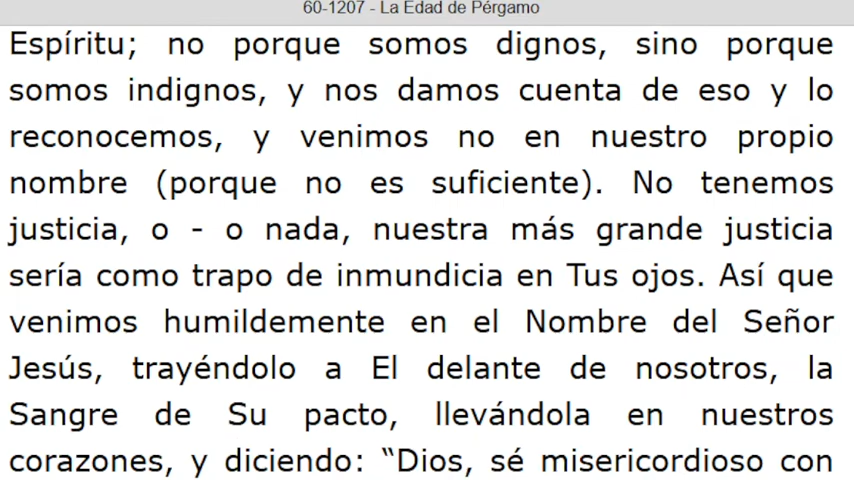 60-1207 - La Edad de Pérgamo
Espíritu; no porque somos dignos, sino porque
somos indignos, y nos damos cuenta de eso y lo
reconocemos, y venimos no en nuestro propio
nombre (porque no es suficiente). No tenemos
justicia, o - o nada, nuestra más grande justicia
sería como trapo de inmundicia en Tus ojos. Así que
venimos humildemente en el Nombre del Señor
Jesús, trayéndolo a El delante de nosotros, la
Sangre de Su pacto, llevándola en nuestros
corazones, y diciendo: “Dios, sé misericordioso con